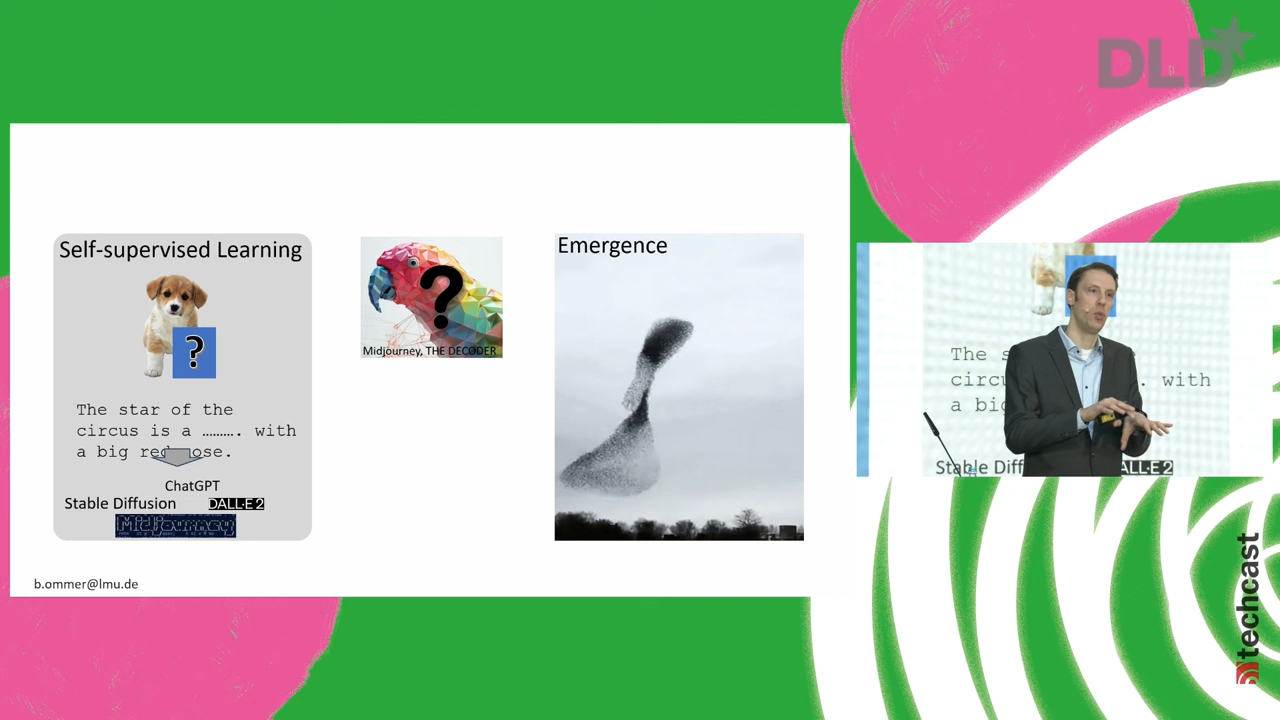 DLD
Self-supervised Learning
?
The star of the
circus is a ………. with
a big red nose.
ChatGPT
Stable Diffusion
DALL·E 2
Midjourney
?
Midjourney, THE DECODER
Emergence
b.ommer@lmu.de
The s
circu . with
a big
Stable Diff ALL·E 2
techcast